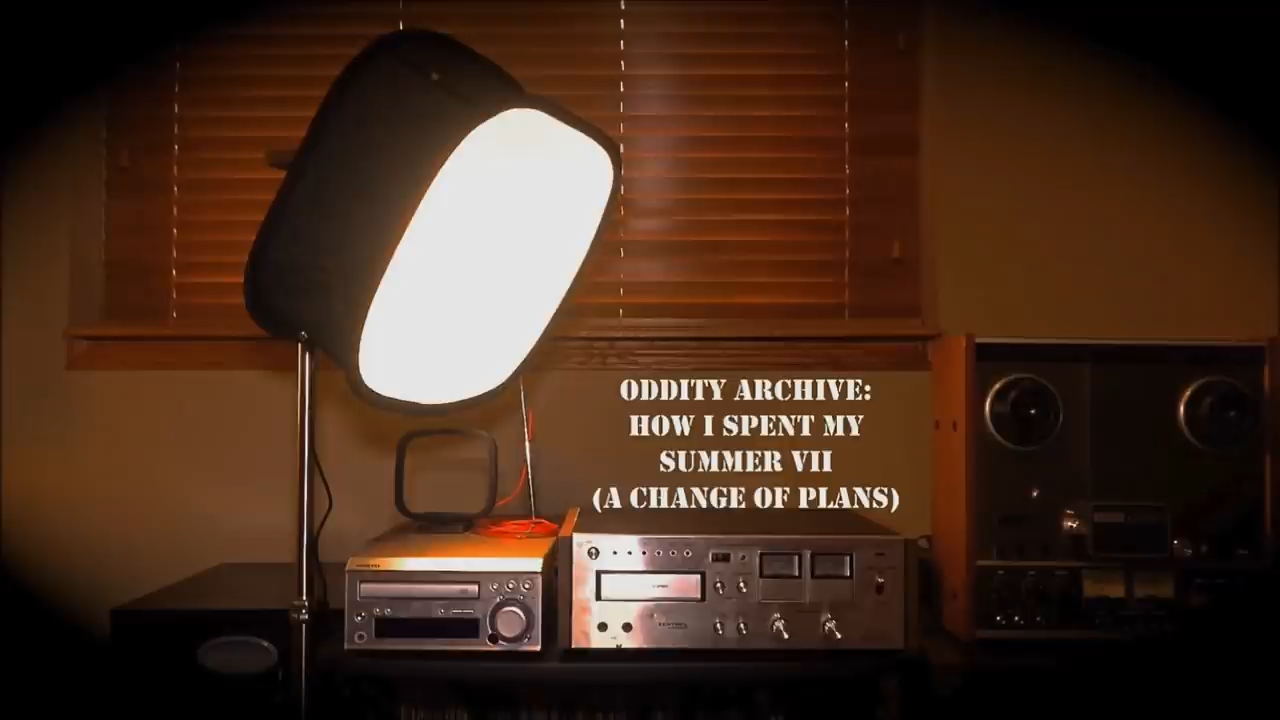 ODDITY ARCHIVE:
HOW I SPENT MY
SUMMER VII
(A CHANGE OF PLANS)